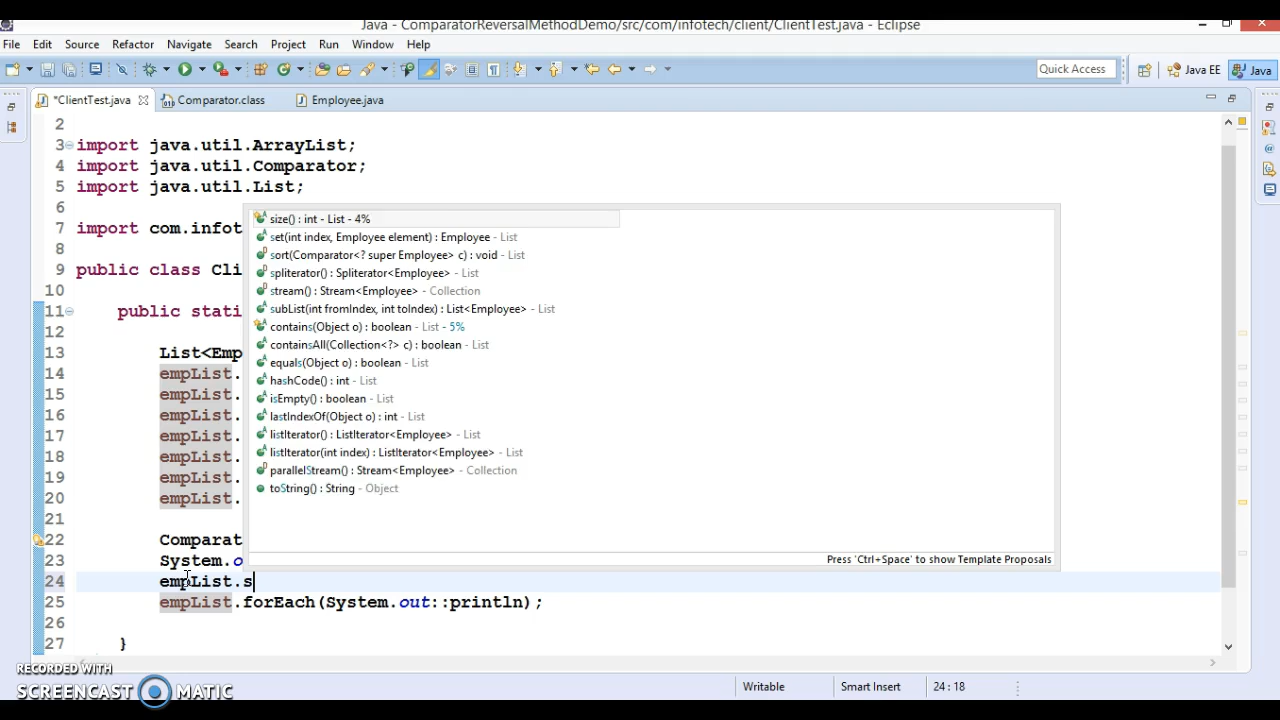 Java - ComparatorReversalMethodDemo/src/com/infotech/client/ClientTest.java - Eclipse
File Edit Source Refactor Navigate Search Project Run Window Help
Quick Access Java EE Java
*ClientTest.java Comparator.class Employee.java
2
3 import java.util.ArrayList;
4 import java.util.Comparator;
5 import java.util.List;
6
7 import com.infot
8
9 public class Cli
10
11 public stati
12
13 List<Emp
14 empList.
15 empList.
16 empList.
17 empList.
18 empList.
19 empList.
20 empList.
21
22 Comparat
23 System.o
24 empList.s
25 empList.forEach(System.out::println);
26
27 }
size() : int - List - 4%
set(int index, Employee element) : Employee - List
sort(Comparator<? super Employee> c) : void - List
spliterator() : Spliterator<Employee> - List
stream() : Stream<Employee> - Collection
subList(int fromIndex, int toIndex) : List<Employee> - List
contains(Object o) : boolean - List - 5%
containsAll(Collection<?> c) : boolean - List
equals(Object o) : boolean - List
hashCode() : int - List
isEmpty() : boolean - List
lastIndexOf(Object o) : int - List
listIterator() : ListIterator<Employee> - List
listIterator(int index) : ListIterator<Employee> - List
parallelStream() : Stream<Employee> - Collection
toString() : String - Object
Press 'Ctrl+Space' to show Template Proposals
RECORDED WITH
SCREENCAST MATIC
Writable Smart Insert 24 : 18